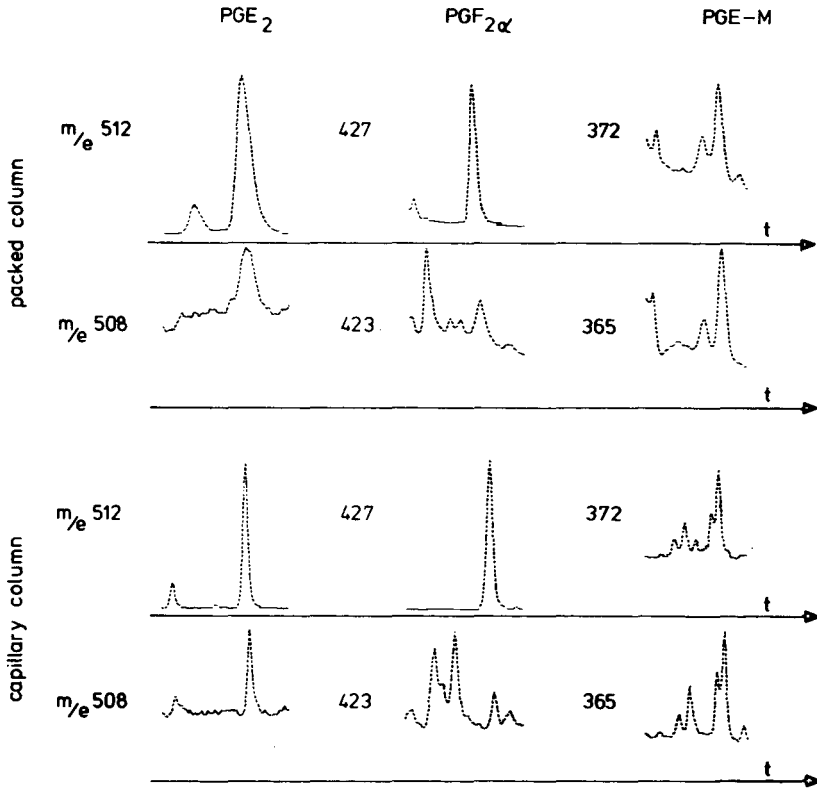 PGE2 PGF2α PGE-M
packed column
m/e 512 427 372
t
m/e 508 423 365
t
capillary column
m/e 512 427 372
t
m/e 508 423 365
t